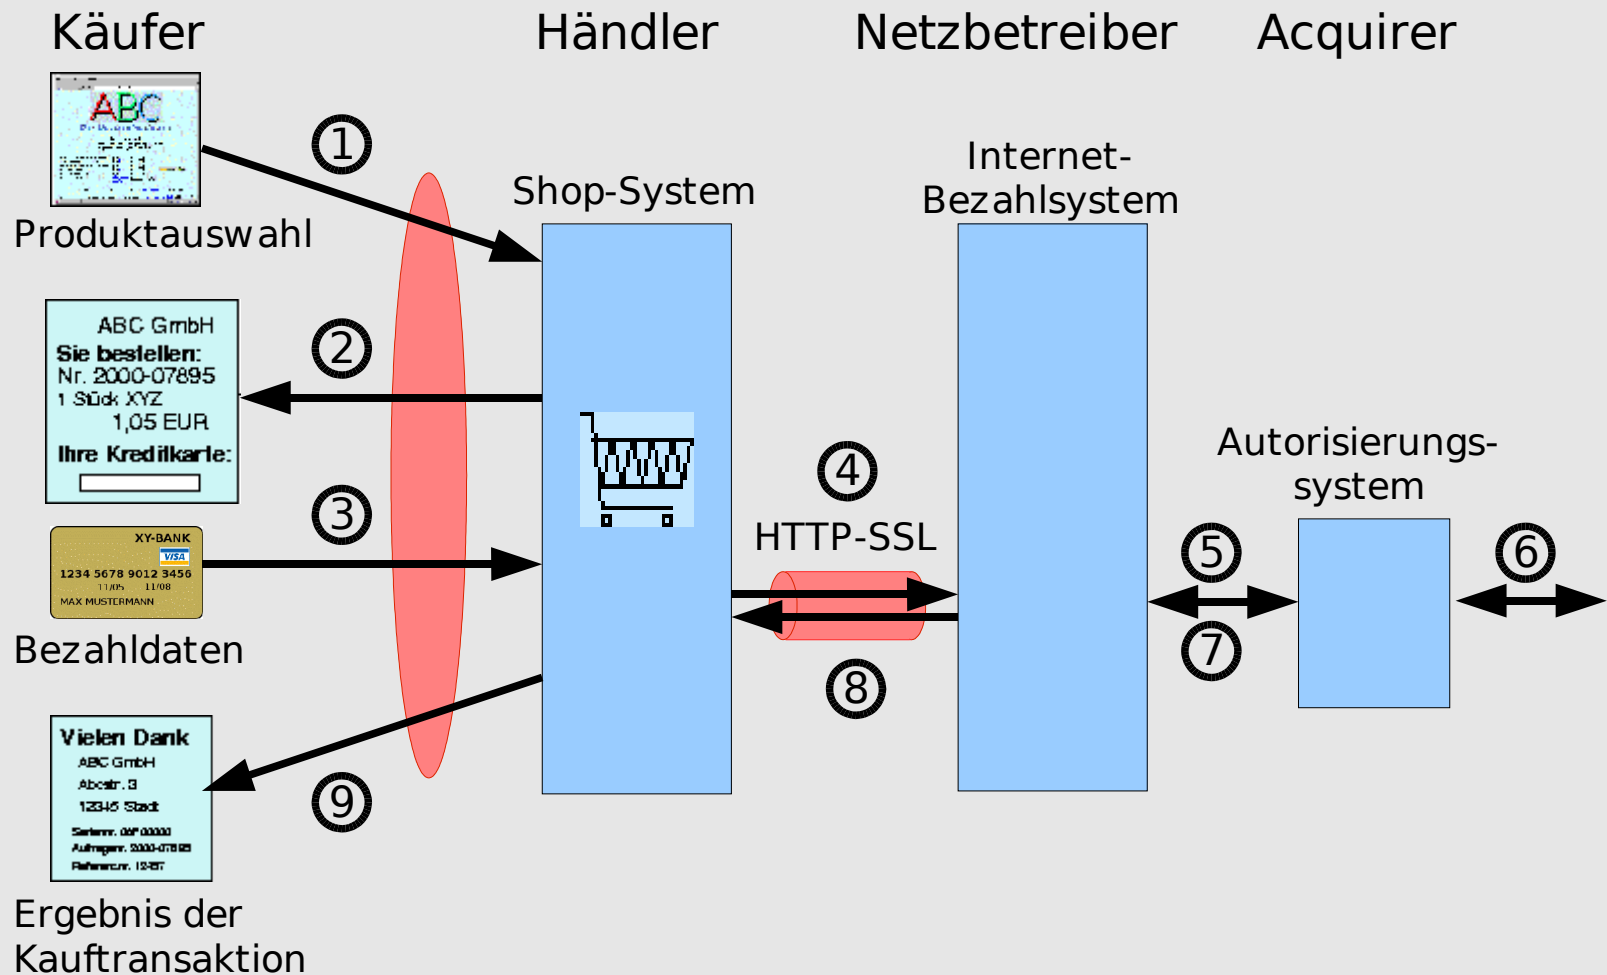 Käufer
Händler
Netzbetreiber
Acquirer
ABC
Produktauswahl
1
Shop-System
Internet-
Bezahlsystem
ABC GmbH
Sie bestellen:
Nr. 2000-07895
1 Stück XYZ
1,05 EUR
Ihre Kreditkarte:
2
3
4
HTTP-SSL
Autorisierungs-
system
5
6
7
8
XY-BANK
VISA
1234 5678 9012 3456
11/05 11/08
MAX MUSTERMANN
Bezahldaten
Vielen Dank
ABC GmbH
Abcstr. 3
12345 Stadt
Auftragsnr. 2000-07895
9
Ergebnis der
Kauftransaktion